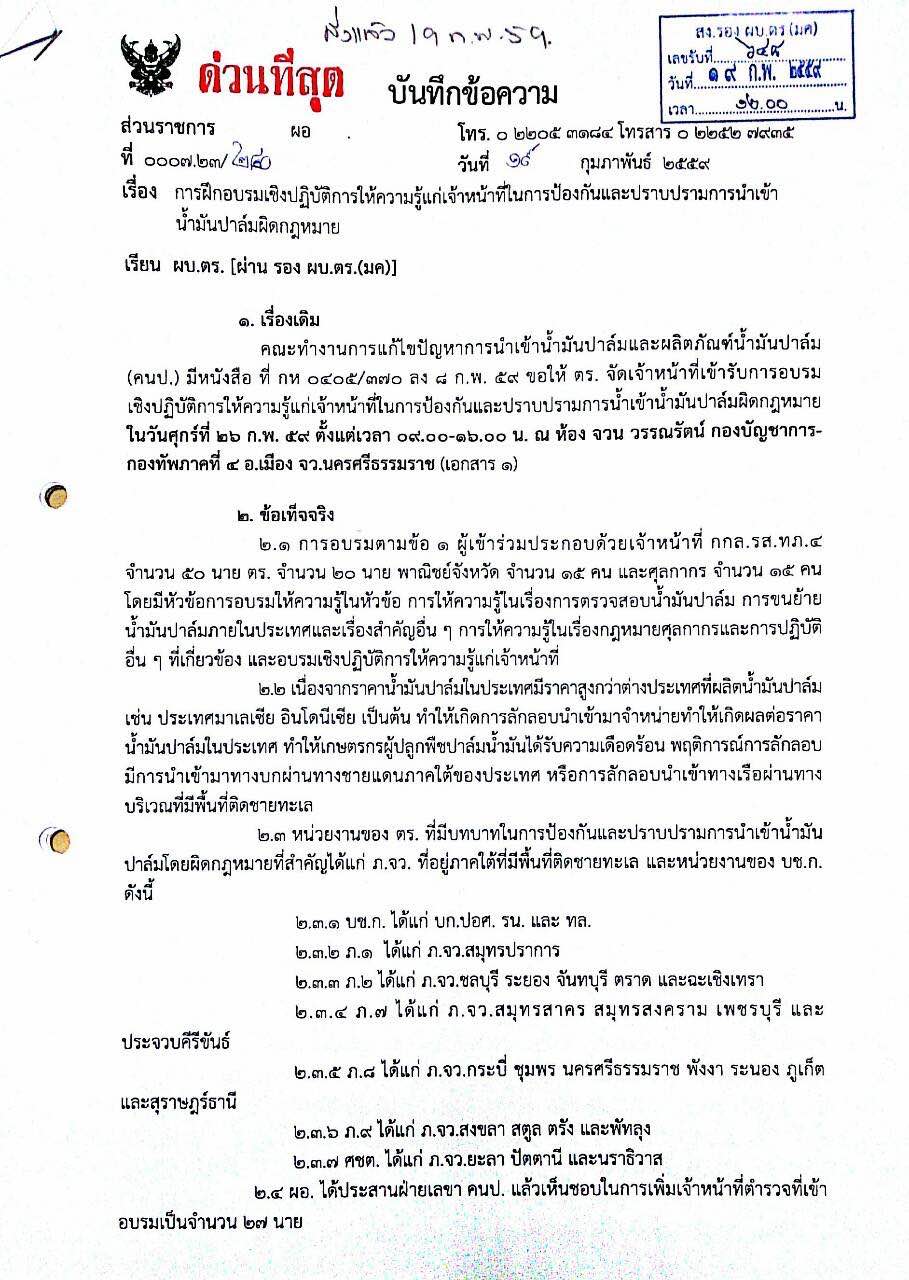 ส่งแล้ว 19 ก.พ. 59.
สง.รอง ผบ.ตร (มค)
เลขรับที่ ๖๔๘
วันที่ ๑๙ ก.พ. ๒๕๕๙
เวลา ๑๒.๐๐ น.
ด่วนที่สุด บันทึกข้อความ
ส่วนราชการ ผอ . โทร. ๐ ๒๒๐๕ ๓๑๘๔ โทรสาร ๐ ๒๒๕๒ ๗๙๓๕
ที่ ๐๐๐๗.๒๓/ วันที่ ๑๙ กุมภาพันธ์ ๒๕๕๙
เรื่อง การฝึกอบรมเชิงปฏิบัติการให้ความรู้แก่เจ้าหน้าที่ในการป้องกันและปราบปรามการนำเข้า
น้ำมันปาล์มผิดกฎหมาย
เรียน ผบ.ตร. [ผ่าน รอง ผบ.ตร.(มค)]
๑. เรื่องเดิม
คณะทำงานการแก้ไขปัญหาการนำเข้าน้ำมันปาล์มและผลิตภัณฑ์น้ำมันปาล์ม
(คนป.) มีหนังสือ ที่ กห ๐๔๐๕/๓๗๐ ลง ๘ ก.พ. ๕๙ ขอให้ ตร. จัดเจ้าหน้าที่เข้ารับการอบรม
เชิงปฏิบัติการให้ความรู้แก่เจ้าหน้าที่ในการป้องกันและปราบปรามการน้ำเข้าน้ำมันปาล์มผิดกฎหมาย
ในวันศุกร์ที่ ๒๖ ก.พ. ๕๙ ตั้งแต่เวลา ๐๙.๐๐-๑๖.๐๐ น. ณ ห้อง จวน วรรณรัตน์ กองบัญชาการ-
กองทัพภาคที่ ๔ อ.เมือง จว.นครศรีธรรมราช (เอกสาร ๑)
๒. ข้อเท็จจริง
๒.๑ การอบรมตามข้อ ๑ ผู้เข้าร่วมประกอบด้วยเจ้าหน้าที่ กกล.รส.ทภ.๔
จำนวน ๕๐ นาย ตร. จำนวน ๒๐ นาย พาณิชย์จังหวัด จำนวน ๑๕ คน และศุลกากร จำนวน ๑๕ คน
โดยมีหัวข้อการอบรมให้ความรู้ในหัวข้อ การให้ความรู้ในเรื่องการตรวจสอบน้ำมันปาล์ม การขนย้าย
น้ำมันปาล์มภายในประเทศและเรื่องสำคัญอื่น ๆ การให้ความรู้ในเรื่องกฎหมายศุลกากรและการปฏิบัติ
อื่น ๆ ที่เกี่ยวข้อง และอบรมเชิงปฏิบัติการให้ความรู้แก่เจ้าหน้าที่
๒.๒ เนื่องจากราคาน้ำมันปาล์มในประเทศมีราคาสูงกว่าต่างประเทศที่ผลิตน้ำมันปาล์ม
เช่น ประเทศมาเลเซีย อินโดนีเซีย เป็นต้น ทำให้เกิดการลักลอบนำเข้ามาจำหน่ายทำให้เกิดผลต่อราคา
น้ำมันปาล์มในประเทศ ทำให้เกษตรกรผู้ปลูกพืชปาล์มน้ำมันได้รับความเดือดร้อน พฤติการณ์การลักลอบ
มีการนำเข้ามาทางบกผ่านทางชายแดนภาคใต้ของประเทศ หรือการลักลอบนำเข้าทางเรือผ่านทาง
บริเวณที่มีพื้นที่ติดชายทะเล
๒.๓ หน่วยงานของ ตร. ที่มีบทบาทในการป้องกันและปราบปรามการนำเข้าน้ำมัน
ปาล์มโดยผิดกฎหมายที่สำคัญได้แก่ ภ.จว. ที่อยู่ภาคใต้ที่มีพื้นที่ติดชายทะเล และหน่วยงานของ บช.ก.
ดังนี้
๒.๓.๑ บช.ก. ได้แก่ บก.ปอศ. รน. และ ทล.
๒.๓.๒ ภ.๑ ได้แก่ ภ.จว.สมุทรปราการ
๒.๓.๓ ภ.๒ ได้แก่ ภ.จว.ชลบุรี ระยอง จันทบุรี ตราด และฉะเชิงเทรา
๒.๓.๔ ภ.๗ ได้แก่ ภ.จว.สมุทรสาคร สมุทรสงคราม เพชรบุรี และ
ประจวบคีรีขันธ์
๒.๓.๕ ภ.๘ ได้แก่ ภ.จว.กระบี่ ชุมพร นครศรีธรรมราช พังงา ระนอง ภูเก็ต
และสุราษฎร์ธานี
๒.๓.๖ ภ.๙ ได้แก่ ภ.จว.สงขลา สตูล ตรัง และพัทลุง
๒.๓.๗ ศชต. ได้แก่ ภ.จว.ยะลา ปัตตานี และนราธิวาส
๒.๔ ผอ. ได้ประสานฝ่ายเลขา คนป. แล้วเห็นชอบในการเพิ่มเจ้าหน้าที่ตำรวจที่เข้า
อบรมเป็นจำนวน ๒๗ นาย